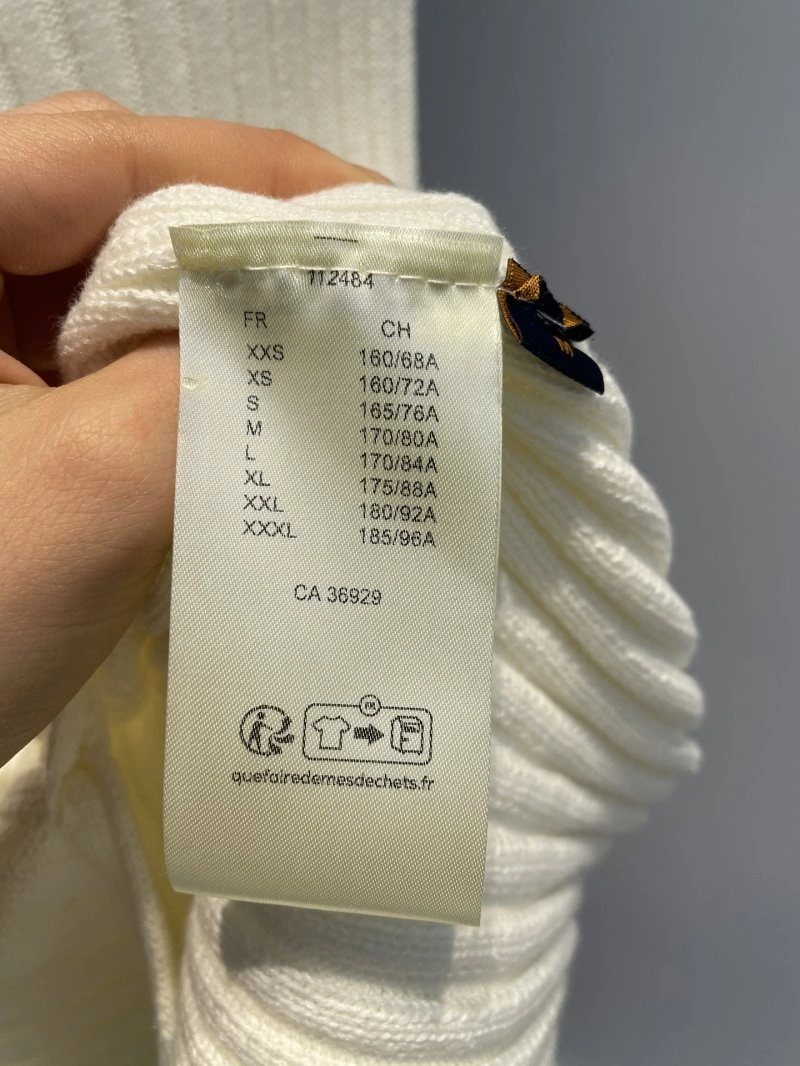 112484
FR CH
XXS 160/68A
XS 160/72A
S 165/76A
M 170/80A
L 170/84A
XL 175/88A
XXL 180/92A
XXXL 185/96A
CA 36929
FR
quefairedemesdechets.fr